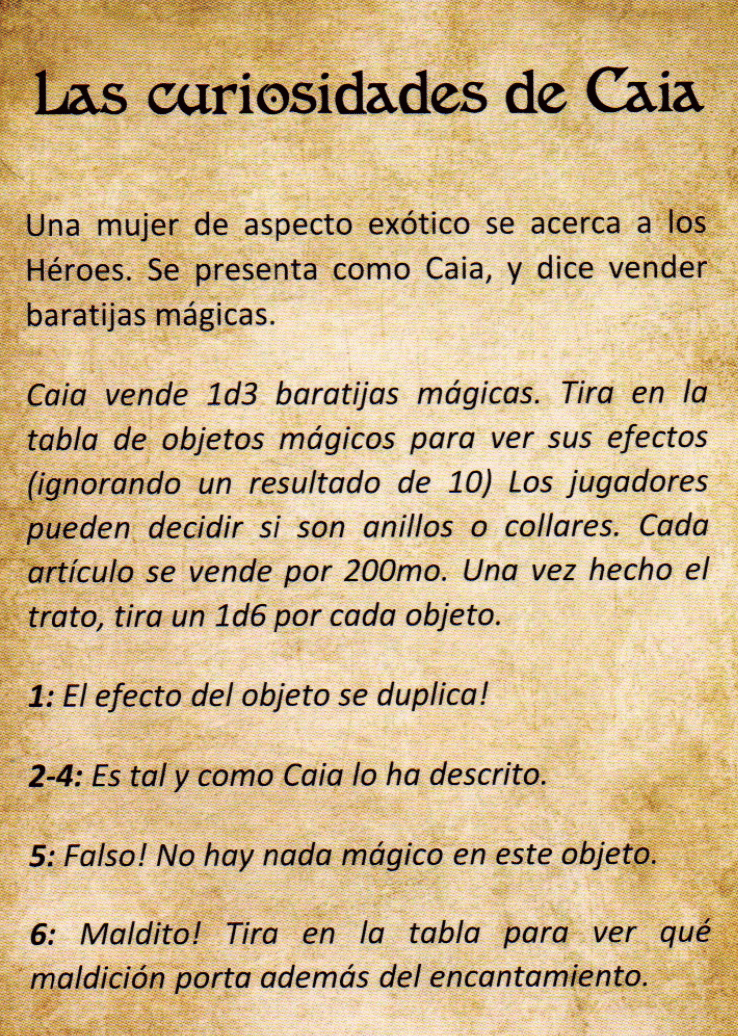 Las curiosidades de Caia
Una mujer de aspecto exótico se acerca a los
Héroes. Se presenta como Caia, y dice vender
baratijas mágicas.
Caia vende 1d3 baratijas mágicas. Tira en la
tabla de objetos mágicos para ver sus efectos
(ignorando un resultado de 10) Los jugadores
pueden decidir si son anillos o collares. Cada
artículo se vende por 200mo. Una vez hecho el
trato, tira un 1d6 por cada objeto.
1: El efecto del objeto se duplica!
2-4: Es tal y como Caia lo ha descrito.
5: Falso! No hay nada mágico en este objeto.
6: Maldito! Tira en la tabla para ver qué
maldición porta además del encantamiento.